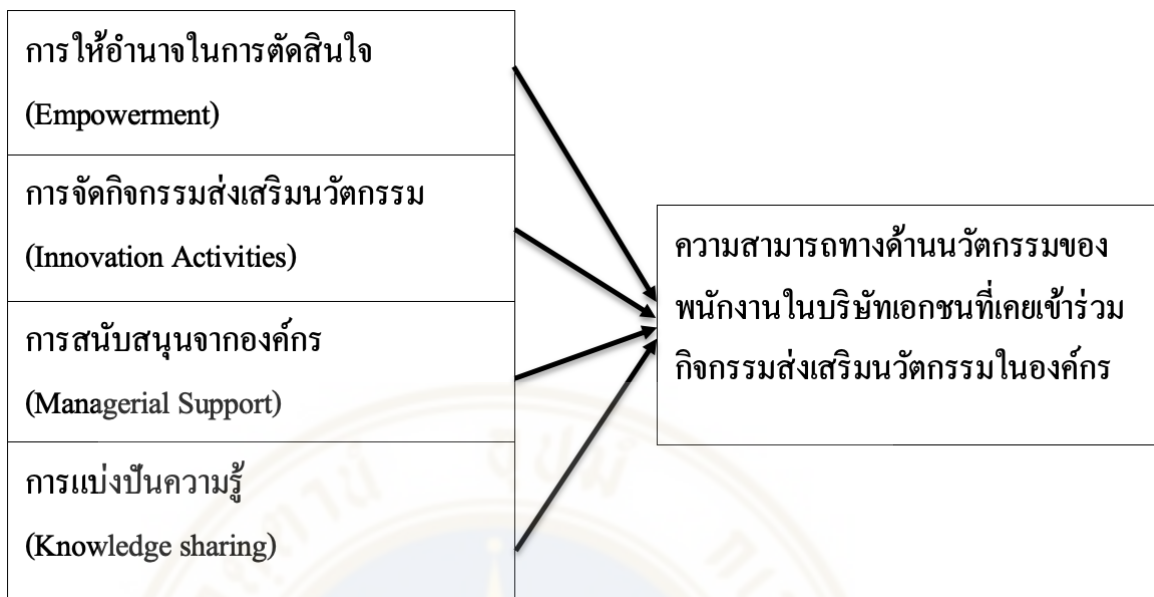 การให้อำนาจในการตัดสินใจ
(Empowerment)
การจัดกิจกรรมส่งเสริมนวัตกรรม
(Innovation Activities)
การสนับสนุนจากองค์กร
(Managerial Support)
การแบ่งปันความรู้
(Knowledge sharing)
ความสามารถทางด้านนวัตกรรมของ
พนักงานในบริษัทเอกชนที่เคยเข้าร่วม
กิจกรรมส่งเสริมนวัตกรรมในองค์กร